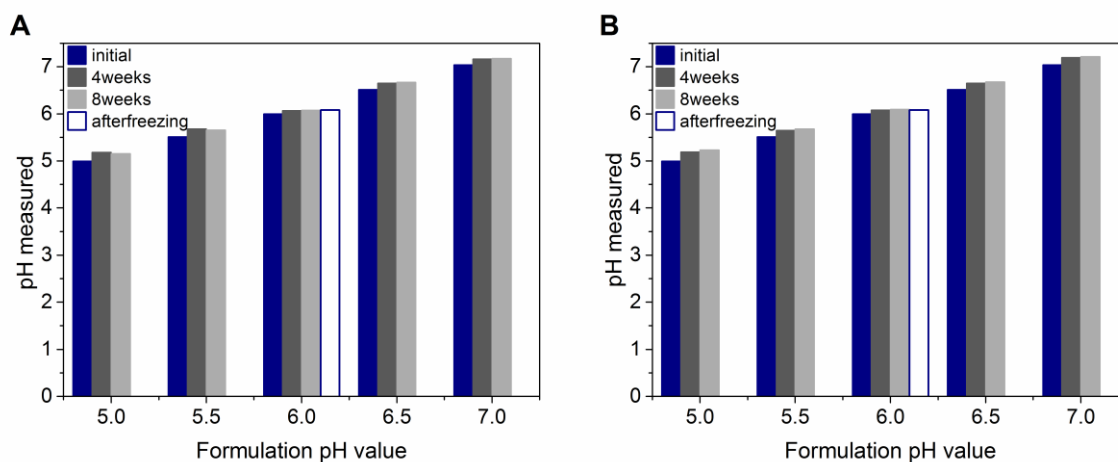 A
initial
4weeks
8weeks
afterfreezing
7
6
5
4
3
2
1
0
pH measured
5.0 5.5 6.0 6.5 7.0
Formulation pH value
B
initial
4weeks
8weeks
afterfreezing
7
6
5
4
3
2
1
0
pH measured
5.0 5.5 6.0 6.5 7.0
Formulation pH value